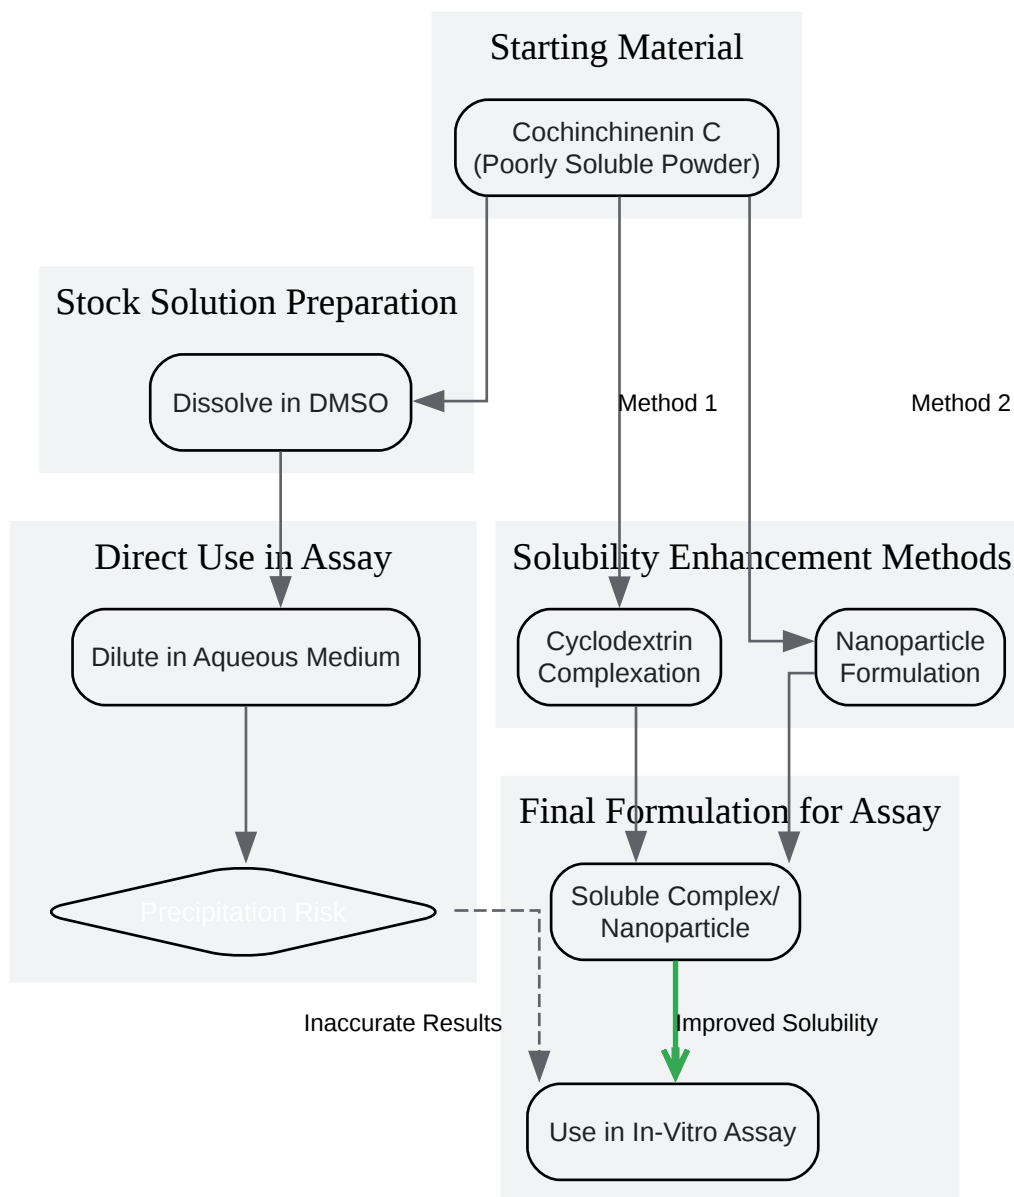 Starting Material
Cochinchinenin C
(Poorly Soluble Powder)
Stock Solution Preparation
Dissolve in DMSO
Method 1
Method 2
Direct Use in Assay
Dilute in Aqueous Medium
Precipitation Risk
Solubility Enhancement Methods
Cyclodextrin
Complexation
Nanoparticle
Formulation
Final Formulation for Assay
Soluble Complex/
Nanoparticle
Inaccurate Results
Improved Solubility
Use in In-Vitro Assay